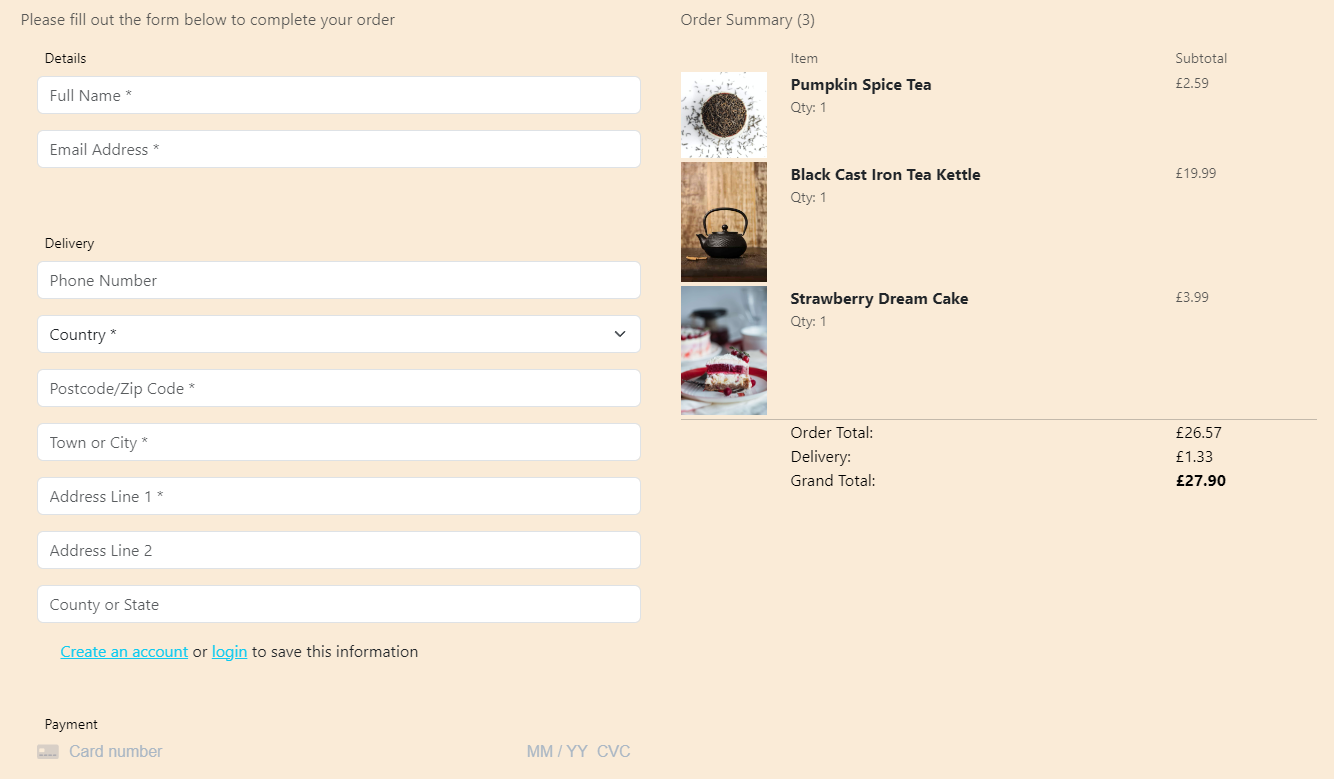 Please fill out the form below to complete your order
Details
Full Name *
Email Address *
Delivery
Phone Number
Country *
Postcode/Zip Code *
Town or City *
Address Line 1 *
Address Line 2
County or State
Create an account or login to save this information
Payment
Card number MM / YY CVC
Order Summary (3)
Item Subtotal
Pumpkin Spice Tea £2.59
Qty: 1
Black Cast Iron Tea Kettle £19.99
Qty: 1
Strawberry Dream Cake £3.99
Qty: 1
Order Total: £26.57
Delivery: £1.33
Grand Total: £27.90